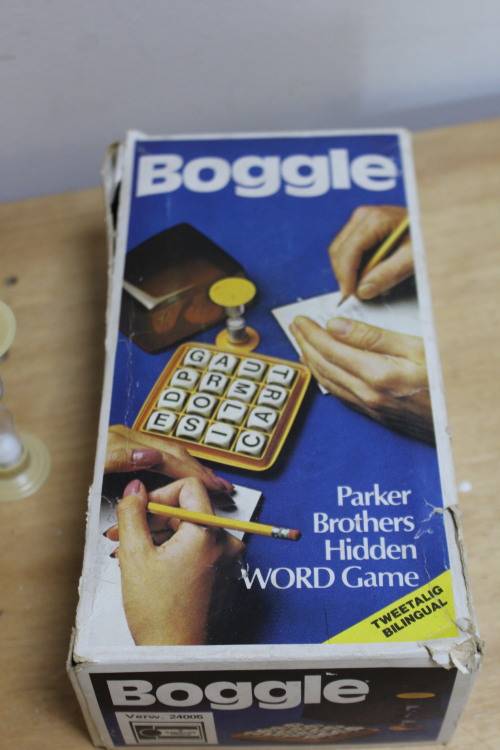 Boggle
G A U T
P R M R
D O L A
E S I C
Parker
Brothers
Hidden
WORD Game
TWEETALIG
BILINGUAL
Boggle
Verw. 24006